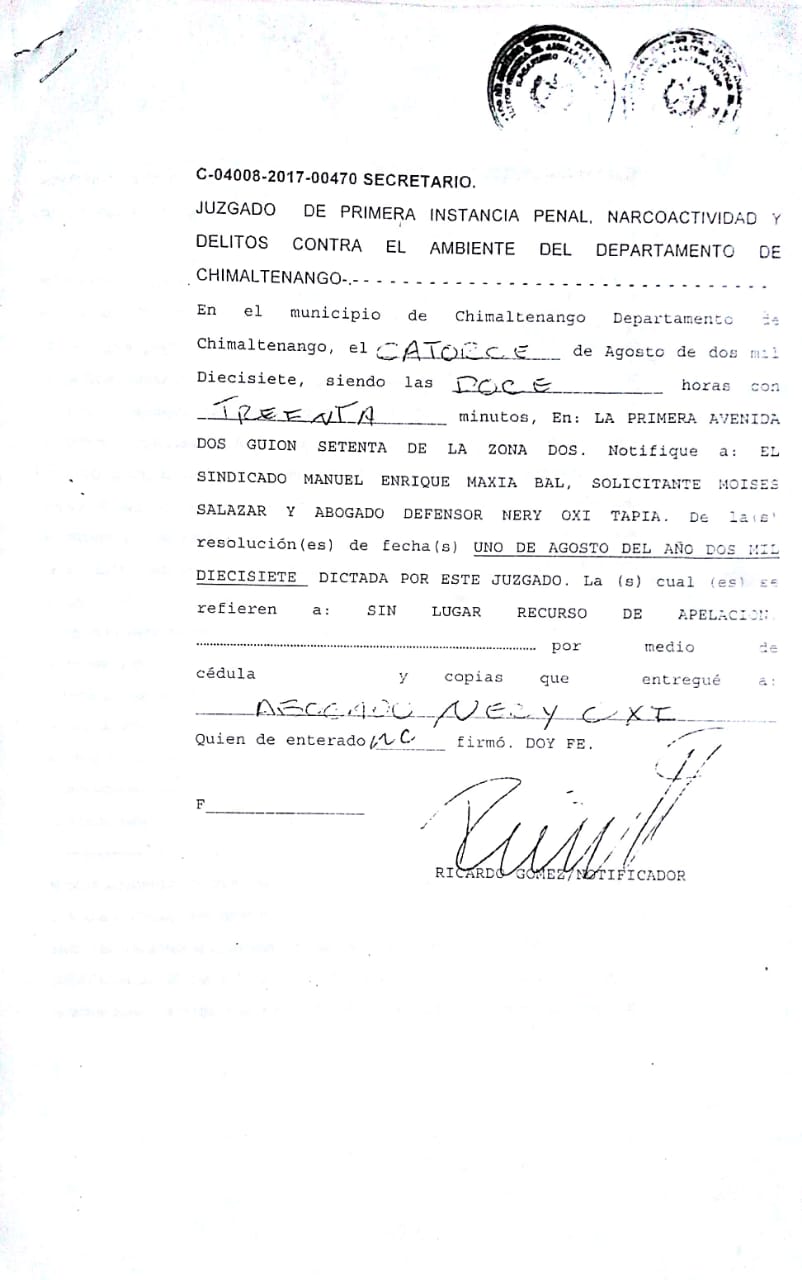 C-04008-2017-00470 SECRETARIO.
JUZGADO DE PRIMERA INSTANCIA PENAL, NARCOACTIVIDAD Y
DELITOS CONTRA EL AMBIENTE DEL DEPARTAMENTO DE
CHIMALTENANGO-.- - - - - - - - - - - - - - - - - - - - - - - - - - - - - - - - -
En el municipio de Chimaltenango Departamento de
Chimaltenango, el CATORCE de Agosto de dos mil
Diecisiete, siendo las DOCE horas con
TREENTA minutos, En: LA PRIMERA AVENIDA
DOS GUION SETENTA DE LA ZONA DOS. Notifique a: EL
SINDICADO MANUEL ENRIQUE MAXIA BAL, SOLICITANTE MOISES
SALAZAR Y ABOGADO DEFENSOR NERY OXI TAPIA. De la(s)
resolución(es) de fecha(s) UNO DE AGOSTO DEL AÑO DOS MIL
DIECISIETE DICTADA POR ESTE JUZGADO. La (s) cual (es) se
refieren a: SIN LUGAR RECURSO DE APELACION.
........................................ por medio de
cédula y copias que entregué a:
ABOGADO NERY OXI
Quien de enterado NO firmó. DOY FE.
F_______________
RICARDO GOMEZ/NOTIFICADOR